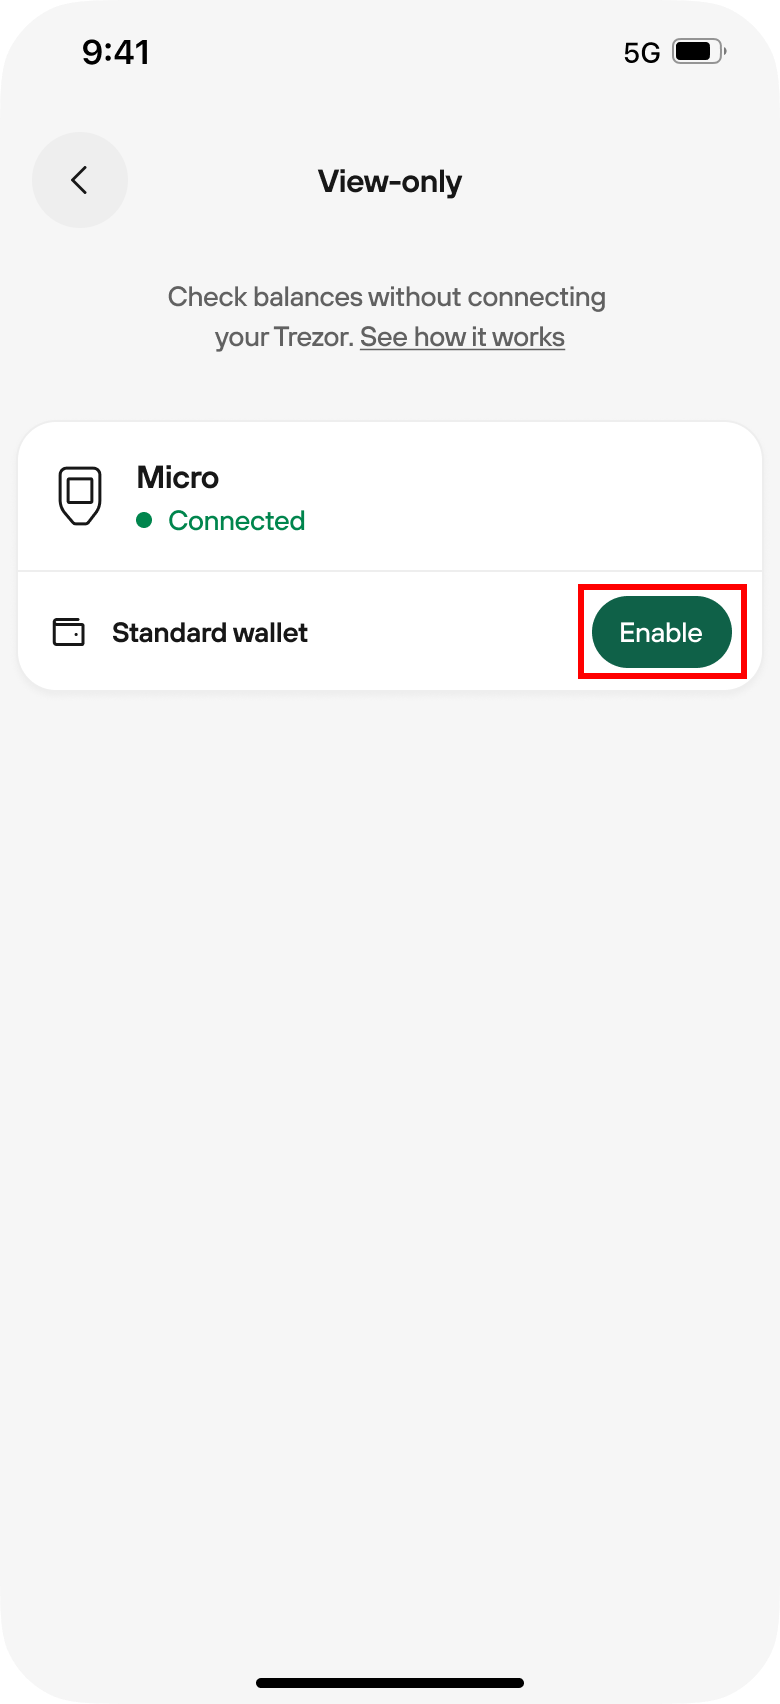 9:41
5G
View-only
Check balances without connecting
your Trezor. See how it works
Micro
Connected
Standard wallet
Enable